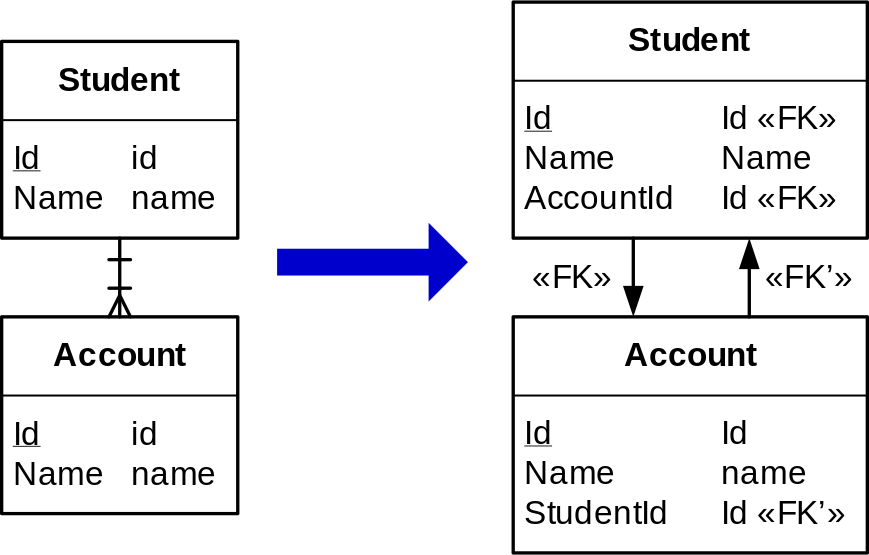 Student
Id id
Name name
Account
Id id
Name name
Student
Id Id «FK»
Name Name
AccountId Id «FK»
«FK» «FK’»
Account
Id Id
Name name
StudentId Id «FK’»